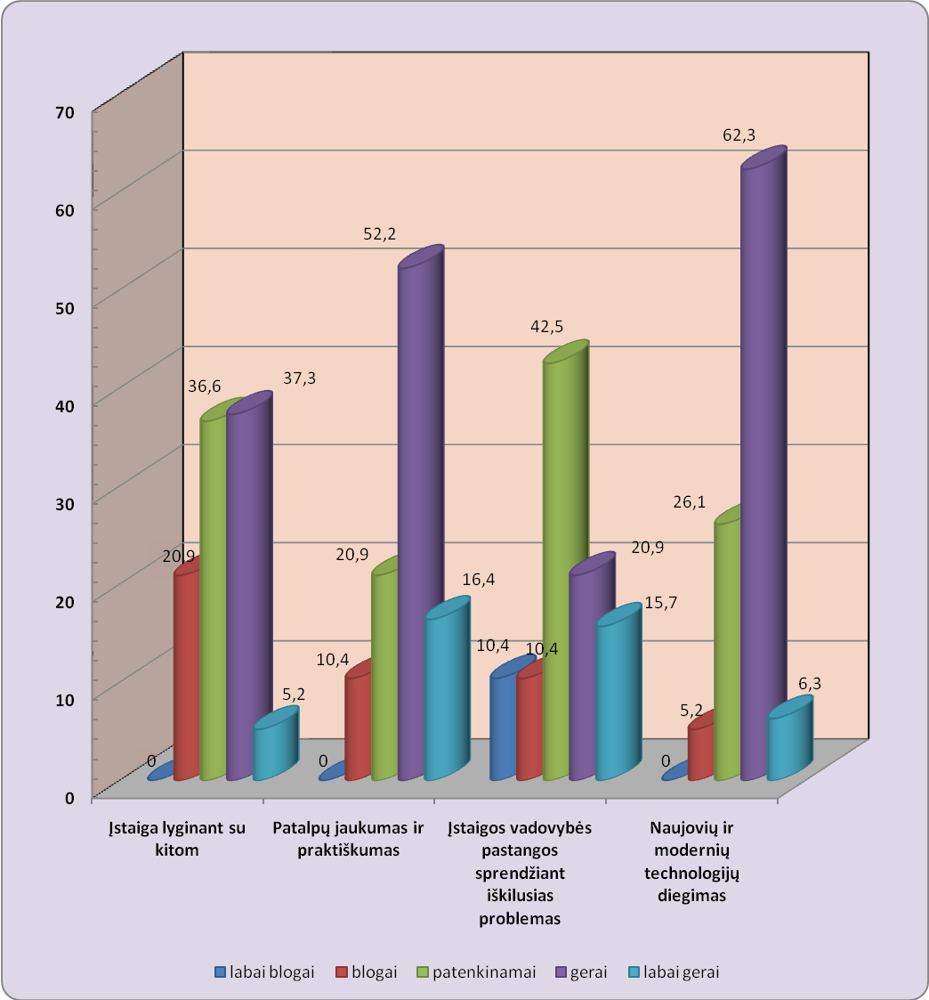 70
60
50
40
30
20
10
0
62,3
52,2
42,5
36,6
37,3
26,1
20,9
20,9
20,9
16,4
15,7
10,4
10,4
10,4
5,2
5,2
6,3
0
0
0
Įstaiga lyginant su
kitom
Patalpų jaukumas ir
praktiškumas
Įstaigos vadovybės
pastangos
sprendžiant
iškilusias
problemas
Naujovių ir
modernių
technologijų
diegimas
labai blogai
blogai
patenkinamai
gerai
labai gerai